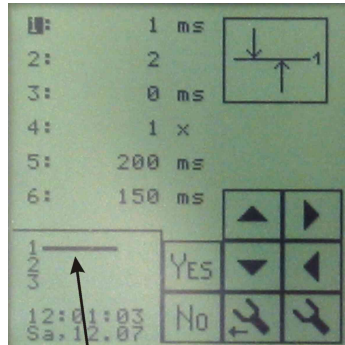 1: 1 ms
1
2: 2
3: 0 ms
4: 1 x
5: 200 ms
6: 150 ms
1
2
3
YES
No
12:01:03
Sa,12.07